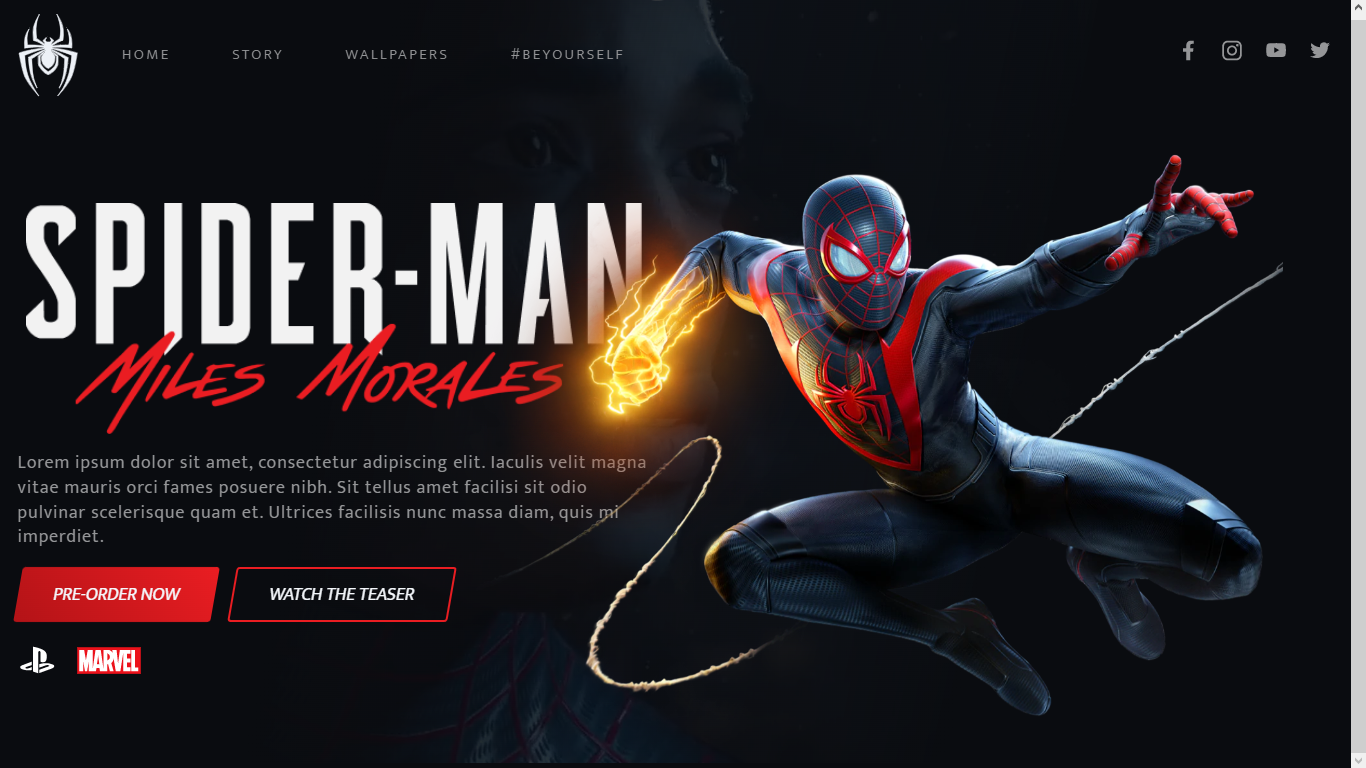 HOME
STORY
WALLPAPERS
#BEYOURSELF
SPIDER-MAN
MILES MORALES
Lorem ipsum dolor sit amet, consectetur adipiscing elit. Iaculis velit magna
vitae mauris orci fames posuere nibh. Sit tellus amet facilisi sit odio
pulvinar scelerisque quam et. Ultrices facilisis nunc massa diam, quis mi
imperdiet.
PRE-ORDER NOW
WATCH THE TEASER
MARVEL